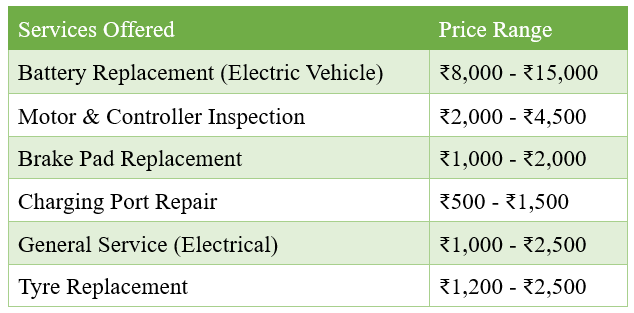 Services Offered Price Range
Battery Replacement (Electric Vehicle) ₹8,000 - ₹15,000
Motor & Controller Inspection ₹2,000 - ₹4,500
Brake Pad Replacement ₹1,000 - ₹2,000
Charging Port Repair ₹500 - ₹1,500
General Service (Electrical) ₹1,000 - ₹2,500
Tyre Replacement ₹1,200 - ₹2,500